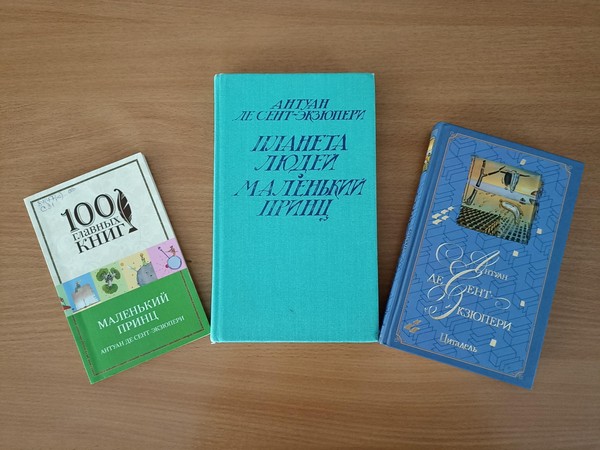 100
ГЛАВНЫХ
КНИГ
МАЛЕНЬКИЙ
ПРИНЦ
АНТУАН ДЕ СЕНТ-ЭКЗЮПЕРИ
АНТУАН
ДЕ СЕНТ-ЭКЗЮПЕРИ
ПЛАНЕТА
ЛЮДЕЙ
МАЛЕНЬКИЙ
ПРИНЦ
АНТУАН
ДЕ СЕНТ-
ЭКЗЮПЕРИ
Цитадель